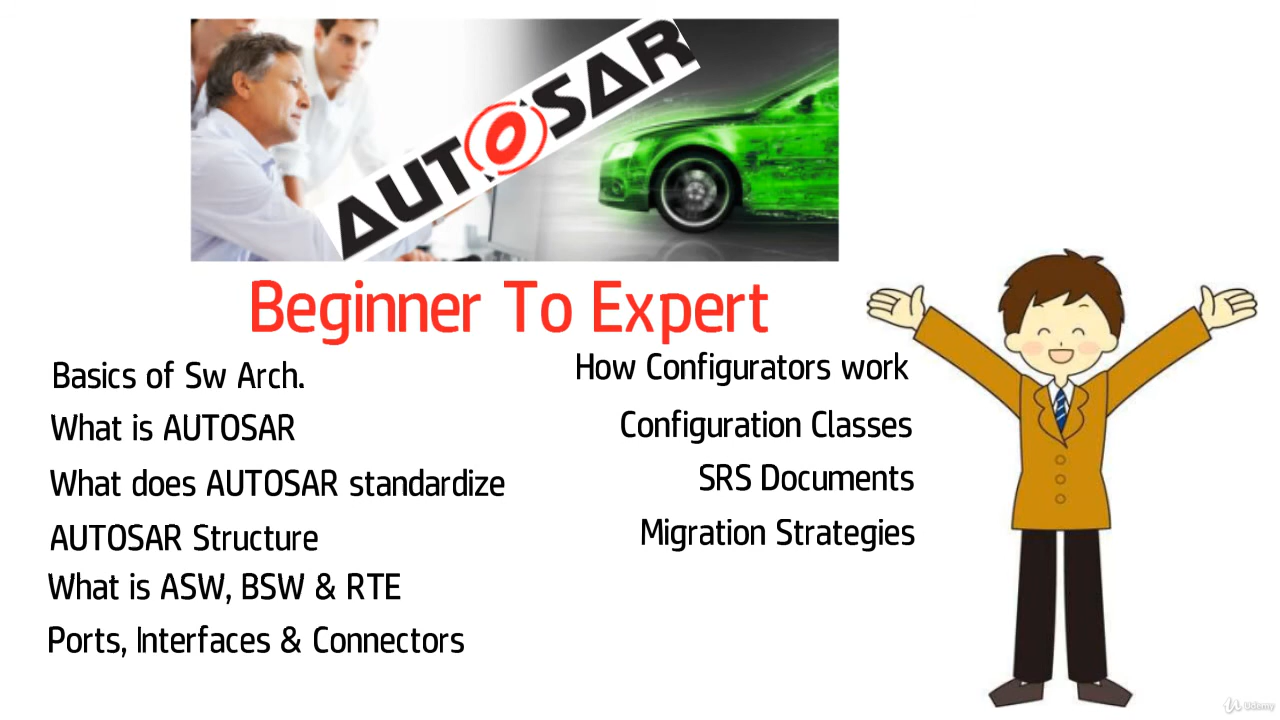 AUTOSAR
Beginner To Expert
Basics of Sw Arch.
What is AUTOSAR
What does AUTOSAR standardize
AUTOSAR Structure
What is ASW, BSW & RTE
Ports, Interfaces & Connectors
How Configurators work
Configuration Classes
SRS Documents
Migration Strategies
Udemy